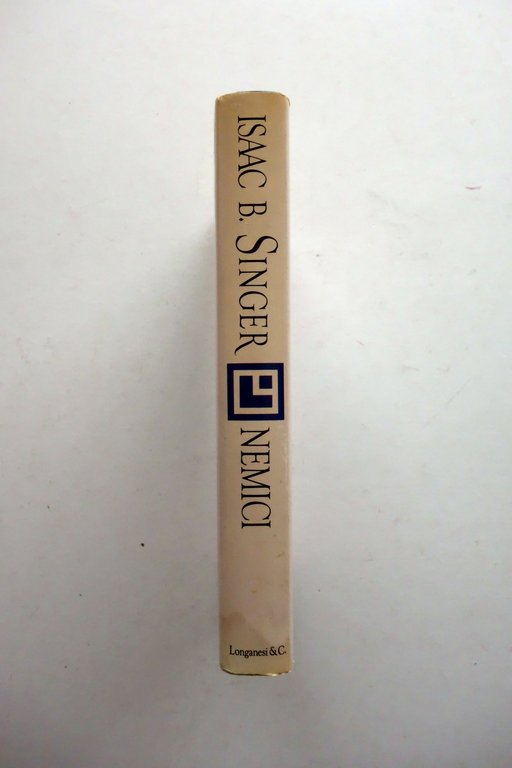 ISAAC B. SINGER
NEMICI
Longanesi & C.